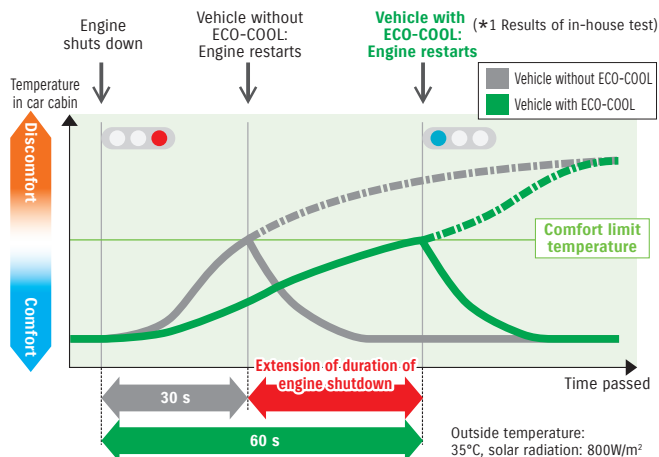 Engine
shuts down
Vehicle without
ECO-COOL:
Engine restarts
Vehicle with
ECO-COOL:
Engine restarts
(*1 Results of in-house test)
Vehicle without ECO-COOL
Vehicle with ECO-COOL
Temperature
in car cabin
Discomfort
Comfort
Comfort limit
temperature
Time passed
30 s
Extension of duration of
engine shutdown
60 s
Outside temperature:
35°C, solar radiation: 800W/m²